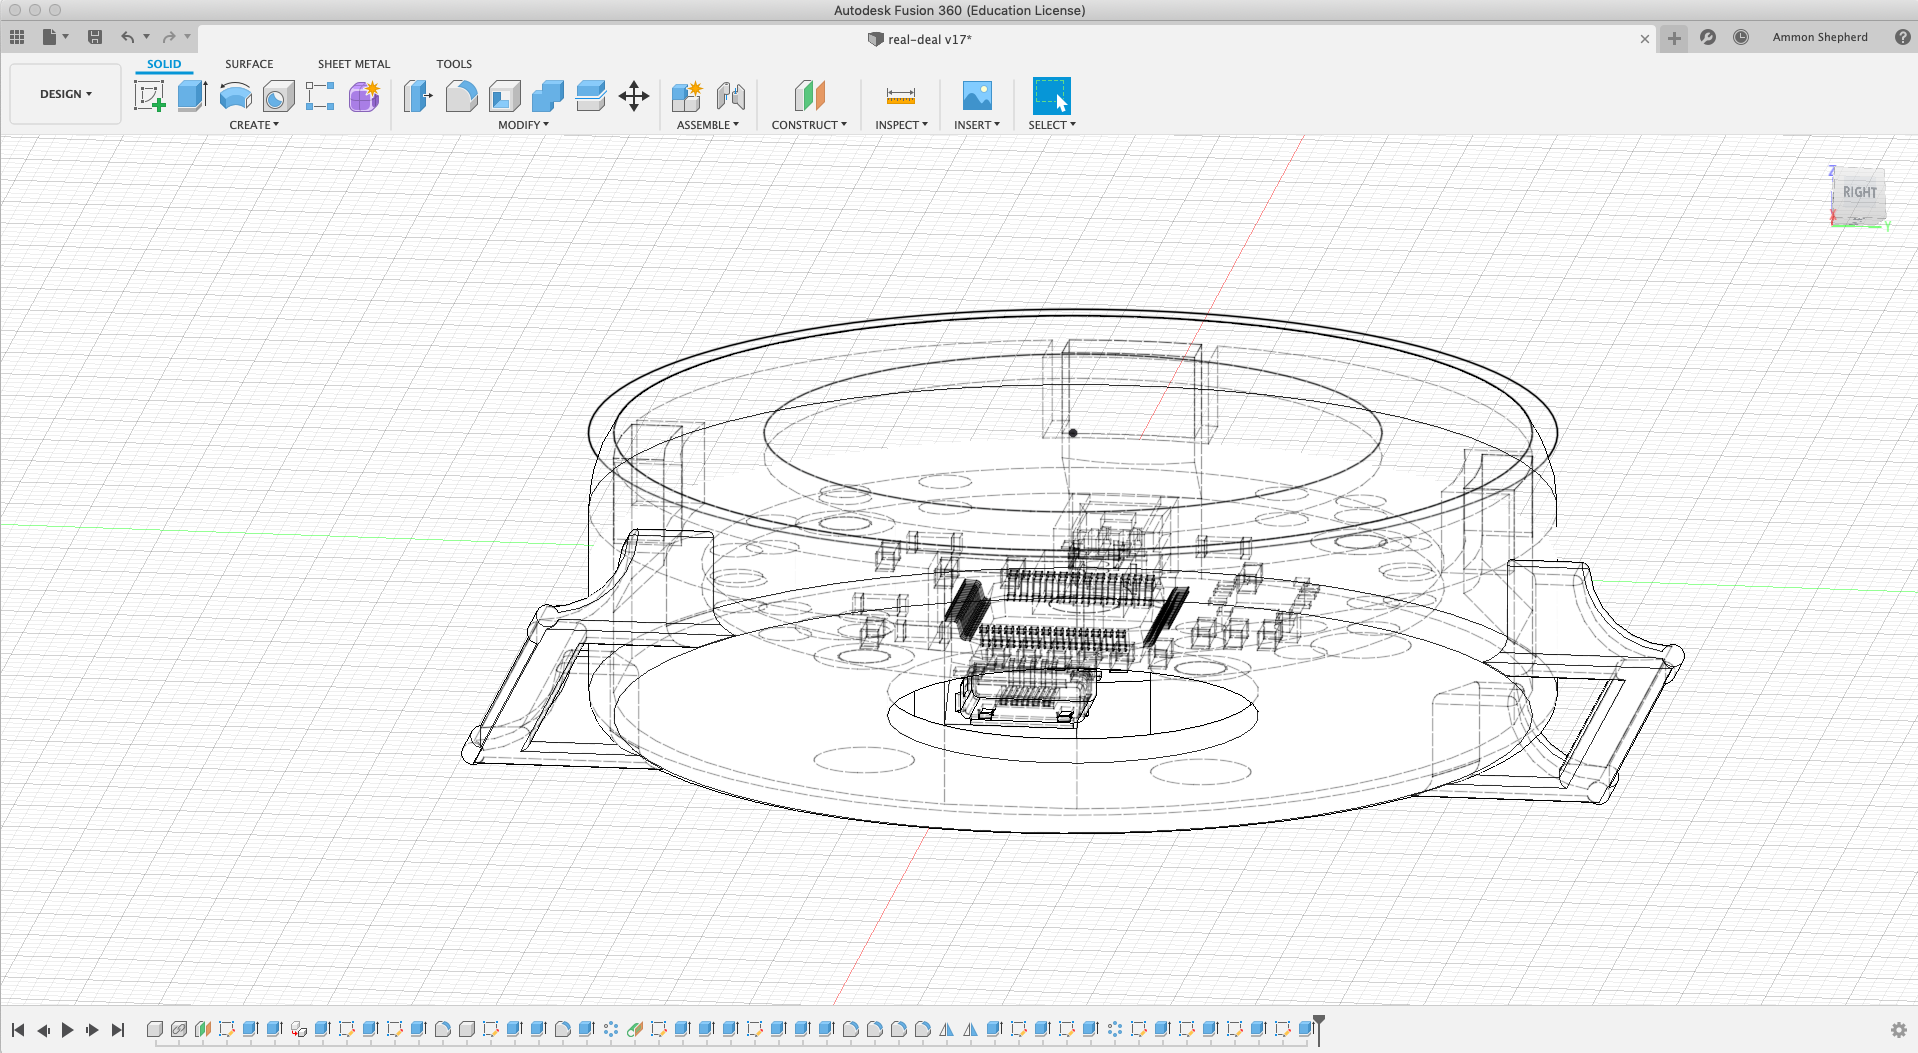 Autodesk Fusion 360 (Education License)
real-deal v17*
Ammon Shepherd
SOLID SURFACE SHEET METAL TOOLS
DESIGN
CREATE MODIFY ASSEMBLE CONSTRUCT INSPECT INSERT SELECT
Z
RIGHT
X
Y